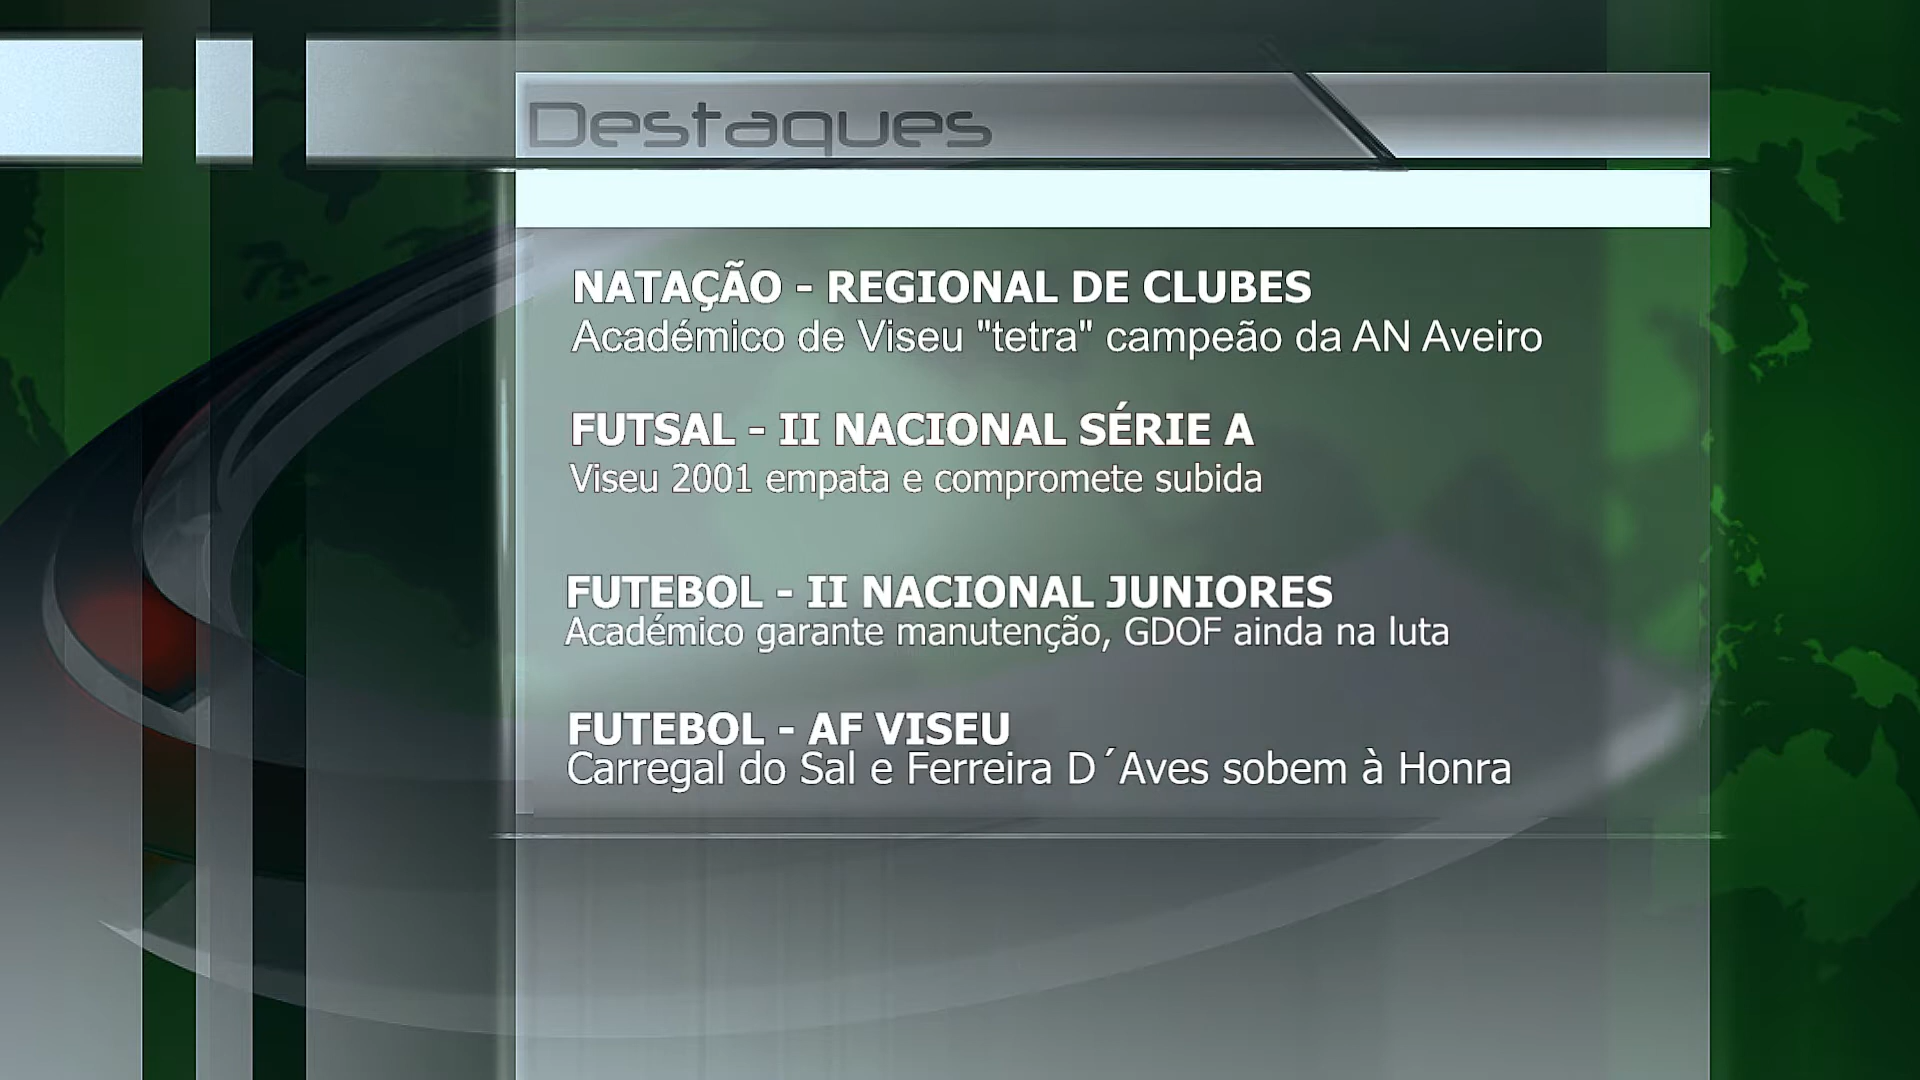 Destaques
NATAÇÃO - REGIONAL DE CLUBES
Académico de Viseu "tetra" campeão da AN Aveiro
FUTSAL - II NACIONAL SÉRIE A
Viseu 2001 empata e compromete subida
FUTEBOL - II NACIONAL JUNIORES
Académico garante manutenção, GDOF ainda na luta
FUTEBOL - AF VISEU
Carregal do Sal e Ferreira D´Aves sobem à Honra